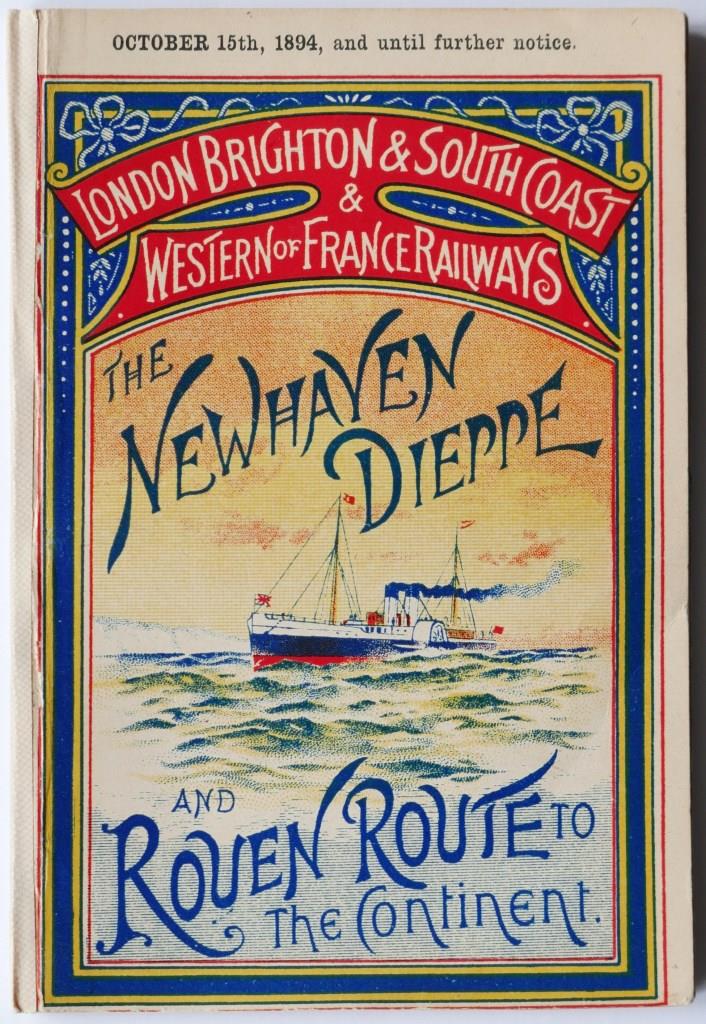 OCTOBER 15th, 1894, and until further notice.
LONDON BRIGHTON & SOUTH COAST
&
WESTERN OF FRANCE RAILWAYS
THE
NEWHAVEN
DIEPPE
AND
ROUEN ROUTE TO
The Continent.